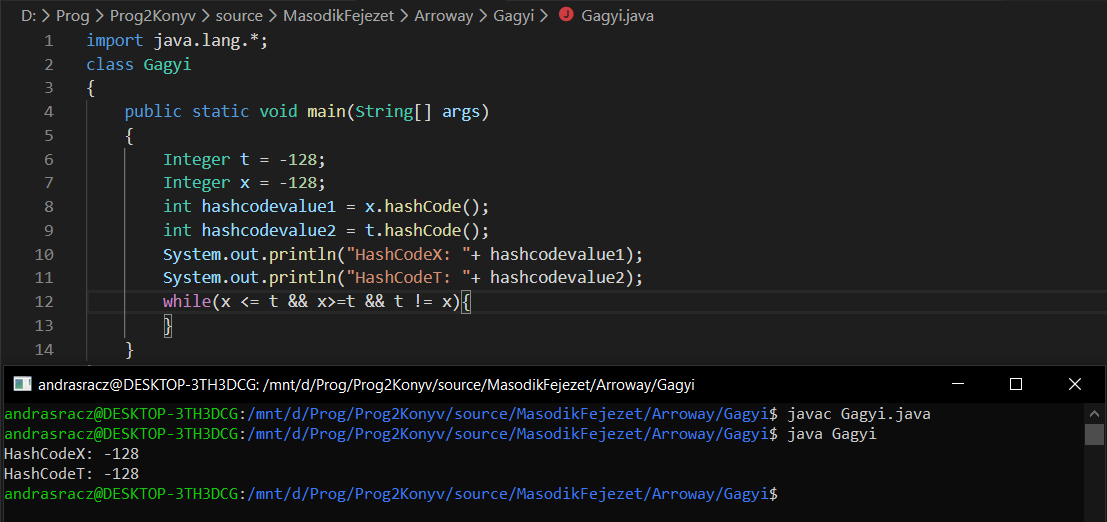 D: > Prog > Prog2Konyv > source > MasodikFejezet > Arroway > Gagyi > J Gagyi.java
1 import java.lang.*;
2 class Gagyi
3 {
4     public static void main(String[] args)
5     {
6         Integer t = -128;
7         Integer x = -128;
8         int hashcodevalue1 = x.hashCode();
9         int hashcodevalue2 = t.hashCode();
10         System.out.println("HashCodeX: "+ hashcodevalue1);
11         System.out.println("HashCodeT: "+ hashcodevalue2);
12         while(x <= t && x>=t && t != x){
13         }
14     }
andrasracz@DESKTOP-3TH3DCG: /mnt/d/Prog/Prog2Konyv/source/MasodikFejezet/Arroway/Gagyi
andrasracz@DESKTOP-3TH3DCG:/mnt/d/Prog/Prog2Konyv/source/MasodikFejezet/Arroway/Gagyi$ javac Gagyi.java
andrasracz@DESKTOP-3TH3DCG:/mnt/d/Prog/Prog2Konyv/source/MasodikFejezet/Arroway/Gagyi$ java Gagyi
HashCodeX: -128
HashCodeT: -128
andrasracz@DESKTOP-3TH3DCG:/mnt/d/Prog/Prog2Konyv/source/MasodikFejezet/Arroway/Gagyi$